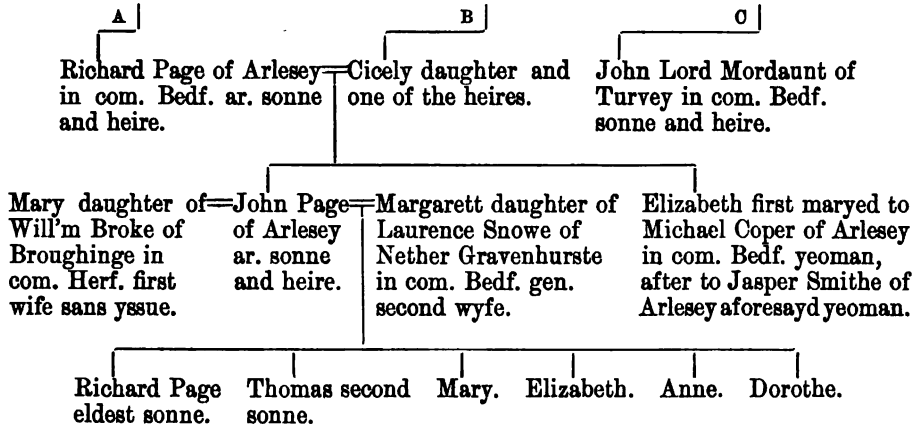 A B C
Richard Page of Arlesey
in com. Bedf. ar. sonne
and heire.
Cicely daughter and
one of the heires.
John Lord Mordaunt of
Turvey in com. Bedf.
sonne and heire.
Mary daughter of
Will'm Broke of
Broughinge in
com. Herf. first
wife sans yssue.
John Page
of Arlesey
ar. sonne
and heire.
Margarett daughter of
Laurence Snowe of
Nether Gravenhurste
in com. Bedf. gen.
second wyfe.
Elizabeth first maryed to
Michael Coper of Arlesey
in com. Bedf. yeoman,
after to Jasper Smithe of
Arlesey aforesayd yeoman.
Richard Page
eldest sonne.
Thomas second
sonne.
Mary.
Elizabeth.
Anne.
Dorothe.